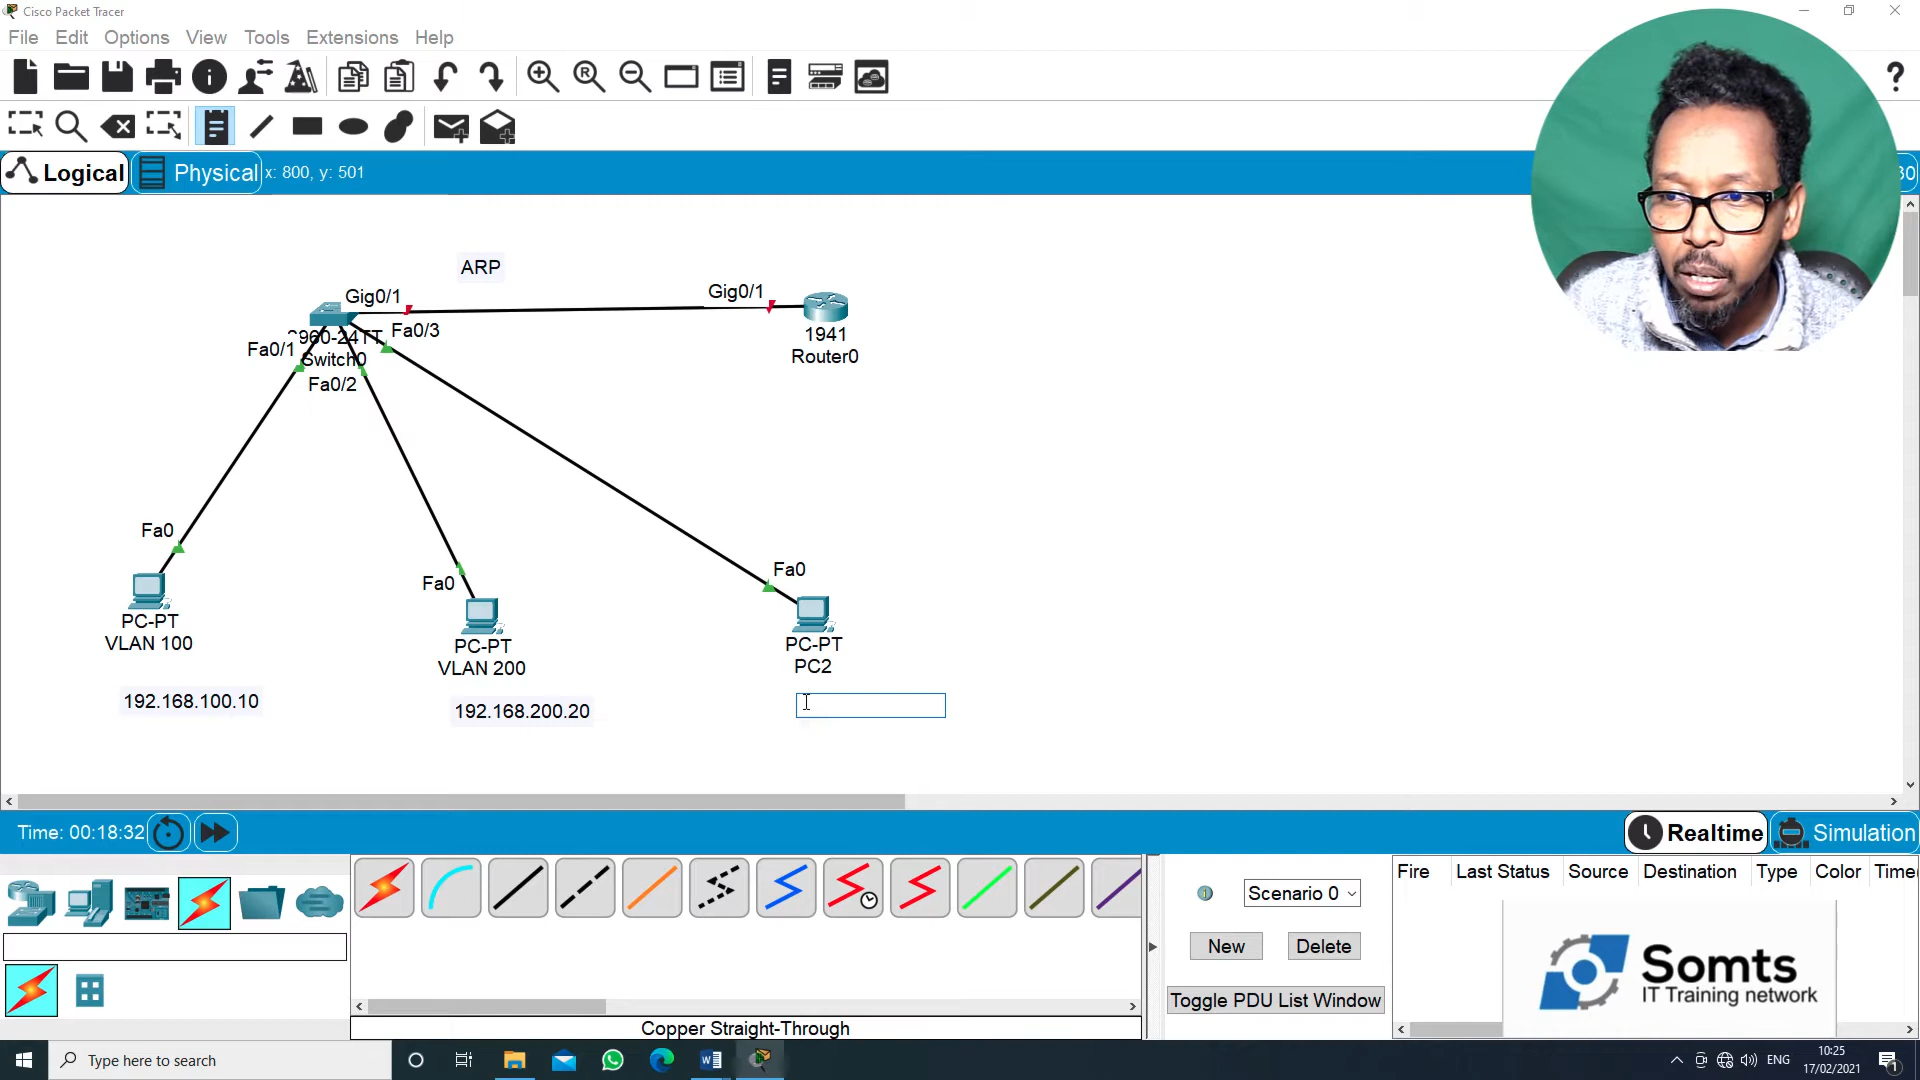 Cisco Packet Tracer
File Edit Options View Tools Extensions Help
Logical Physical x: 800, y: 501
ARP
Gig0/1
Gig0/1
Fa0/3
960-24TT
Fa0/1
Switch0
Fa0/2
1941
Router0
Fa0
Fa0
Fa0
PC-PT
VLAN 100
PC-PT
VLAN 200
PC-PT
PC2
192.168.100.10
192.168.200.20
Time: 00:18:32
Realtime Simulation
Fire Last Status Source Destination Type Color Time
Scenario 0
New Delete
Toggle PDU List Window
Somts
IT Training network
Copper Straight-Through
Type here to search
ENG
10:25
17/02/2021